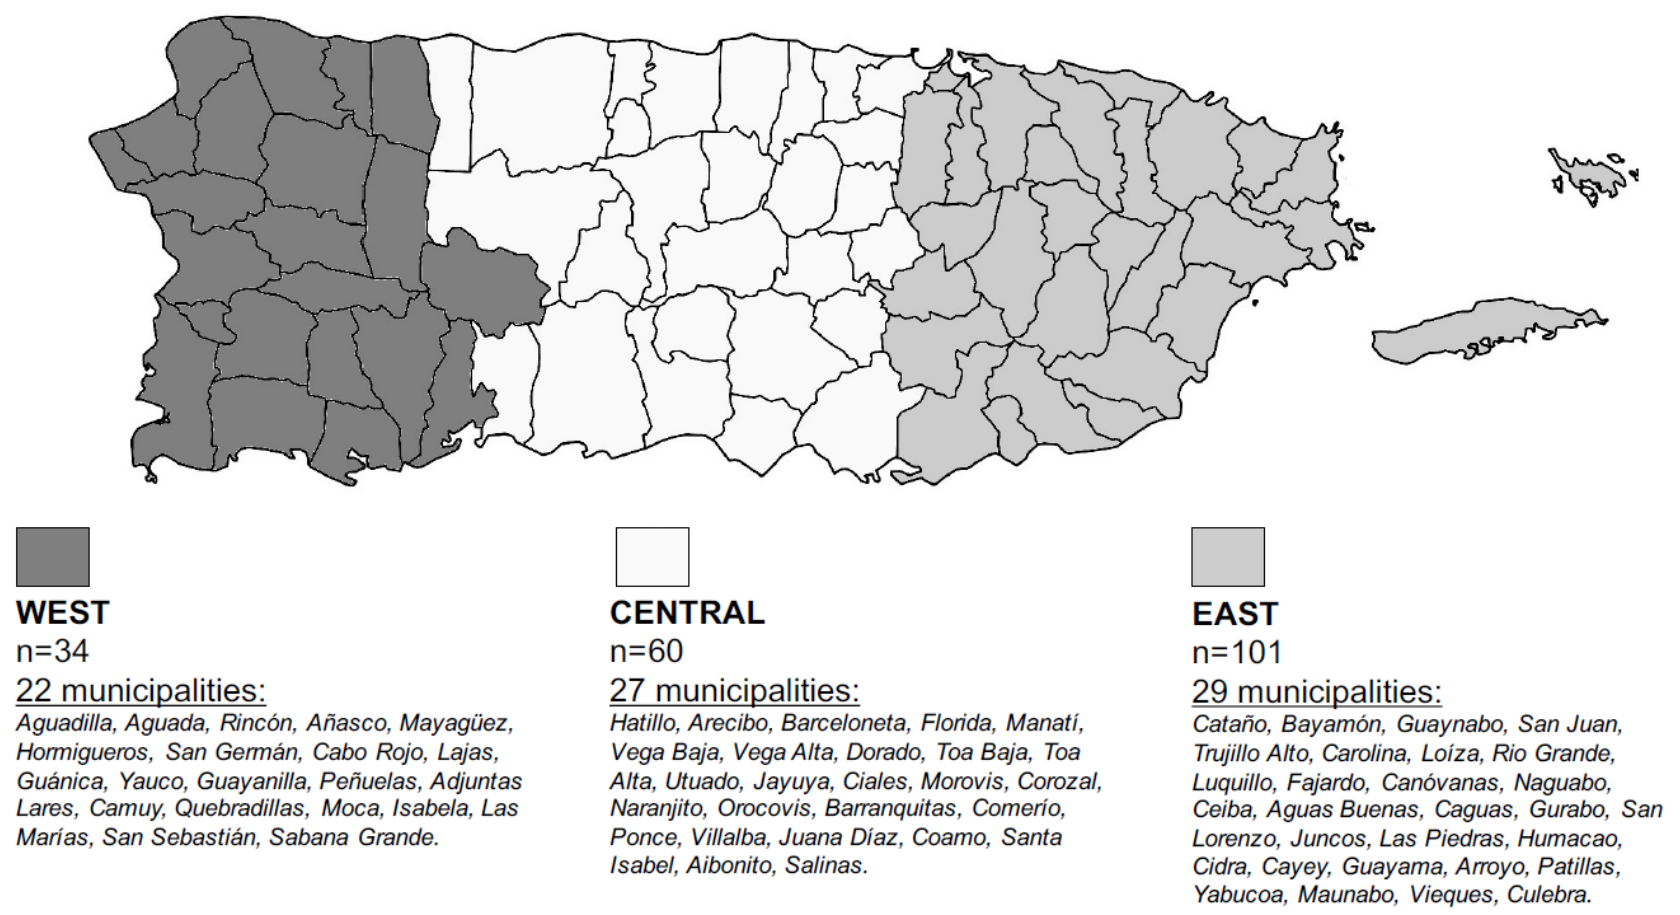 WEST
n=34
22 municipalities:
Aguadilla, Aguada, Rincón, Añasco, Mayagüez,
Hormigueros, San Germán, Cabo Rojo, Lajas,
Guánica, Yauco, Guayanilla, Peñuelas, Adjuntas
Lares, Camuy, Quebradillas, Moca, Isabela, Las
Marías, San Sebastián, Sabana Grande.
CENTRAL
n=60
27 municipalities:
Hatillo, Arecibo, Barceloneta, Florida, Manatí,
Vega Baja, Vega Alta, Dorado, Toa Baja, Toa
Alta, Utuado, Jayuya, Ciales, Morovis, Corozal,
Naranjito, Orocovis, Barranquitas, Comerío,
Ponce, Villalba, Juana Díaz, Coamo, Santa
Isabel, Aibonito, Salinas.
EAST
n=101
29 municipalities:
Cataño, Bayamón, Guaynabo, San Juan,
Trujillo Alto, Carolina, Loíza, Rio Grande,
Luquillo, Fajardo, Canóvanas, Naguabo,
Ceiba, Aguas Buenas, Caguas, Gurabo, San
Lorenzo, Juncos, Las Piedras, Humacao,
Cidra, Cayey, Guayama, Arroyo, Patillas,
Yabucoa, Maunabo, Vieques, Culebra.